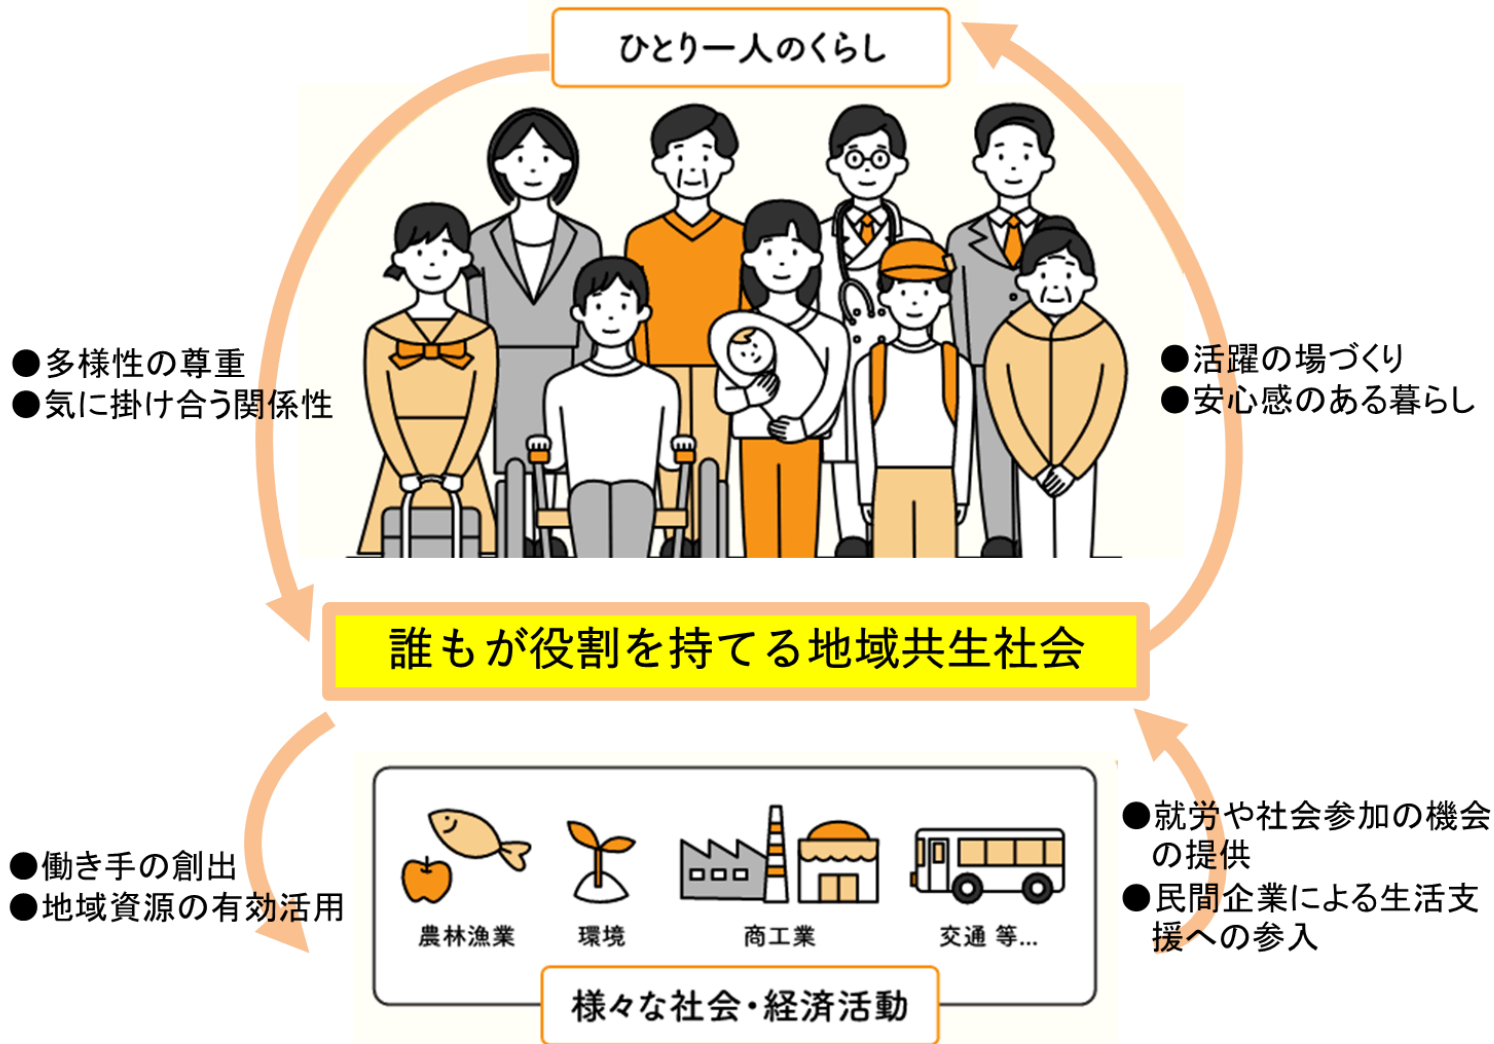 ひとり一人のくらし
●多様性の尊重
●気に掛け合う関係性
●活躍の場づくり
●安心感のある暮らし
誰もが役割を持てる地域共生社会
●働き手の創出
●地域資源の有効活用
●就労や社会参加の機会
の提供
●民間企業による生活支
援への参入
農林漁業
環境
商工業
交通 等...
様々な社会・経済活動